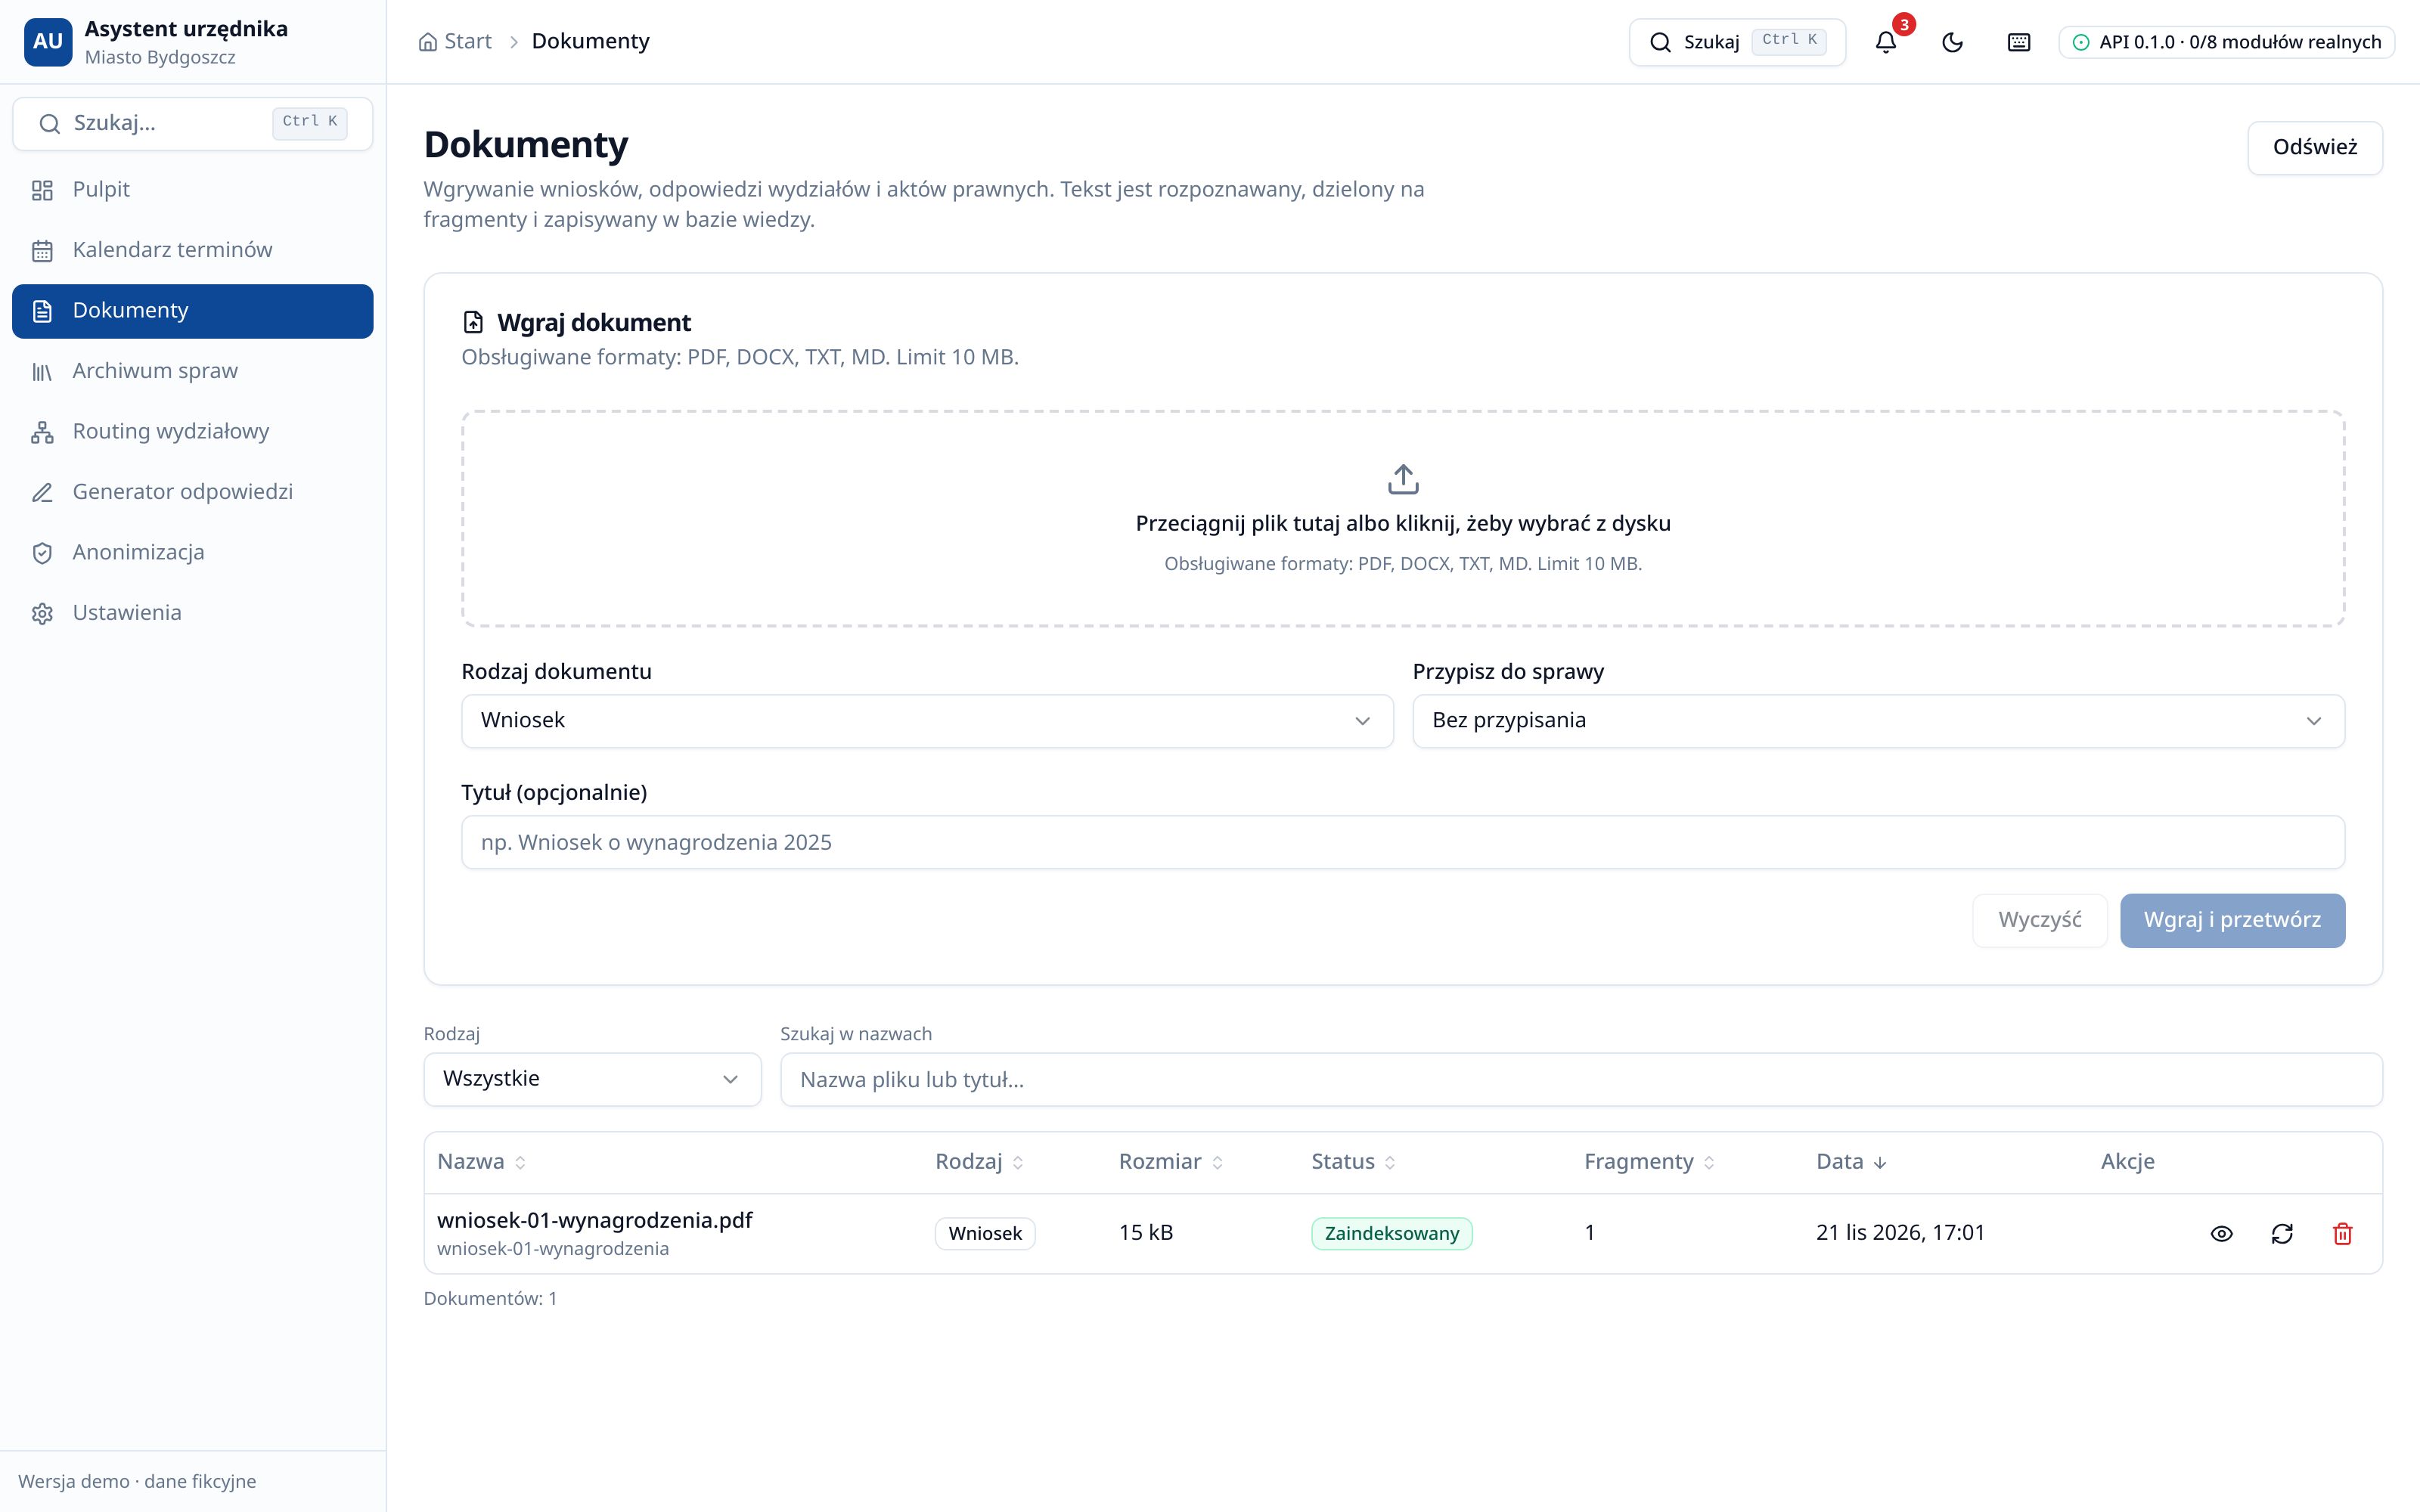 AU
Asystent urzędnika
Miasto Bydgoszcz
Szukaj...
Ctrl K
Pulpit
Kalendarz terminów
Dokumenty
Archiwum spraw
Routing wydziałowy
Generator odpowiedzi
Anonimizacja
Ustawienia
Wersja demo · dane fikcyjne
Start
Dokumenty
Szukaj
Ctrl K
3
API 0.1.0 · 0/8 modułów realnych
Dokumenty
Odśwież
Wgrywanie wniosków, odpowiedzi wydziałów i aktów prawnych. Tekst jest rozpoznawany, dzielony na
fragmenty i zapisywany w bazie wiedzy.
Wgraj dokument
Obsługiwane formaty: PDF, DOCX, TXT, MD. Limit 10 MB.
Przeciągnij plik tutaj albo kliknij, żeby wybrać z dysku
Obsługiwane formaty: PDF, DOCX, TXT, MD. Limit 10 MB.
Rodzaj dokumentu
Wniosek
Przypisz do sprawy
Bez przypisania
Tytuł (opcjonalnie)
np. Wniosek o wynagrodzenia 2025
Wyczyść
Wgraj i przetwórz
Rodzaj
Wszystkie
Szukaj w nazwach
Nazwa pliku lub tytuł...
Nazwa Rodzaj Rozmiar Status Fragmenty Data Akcje
wniosek-01-wynagrodzenia.pdf
wniosek-01-wynagrodzenia
Wniosek
15 kB
Zaindeksowany
1
21 lis 2026, 17:01
Dokumentów: 1